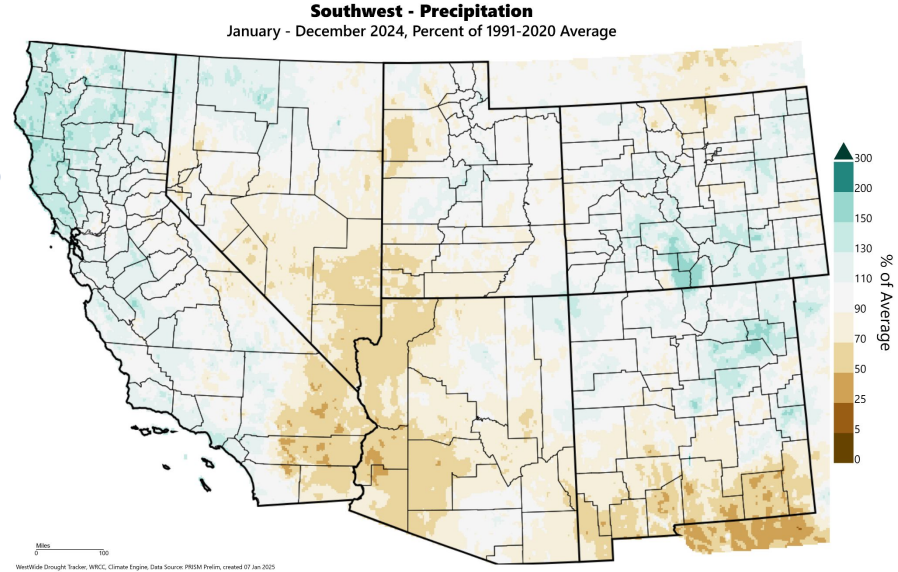 Southwest - Precipitation
January - December 2024, Percent of 1991-2020 Average
300
200
150
130
110
90
70
50
25
5
0
% of Average
Miles
0 100
WestWide Drought Tracker, WRCC, Climate Engine, Data Source: PRISM Prelim, created 07 Jan 2025